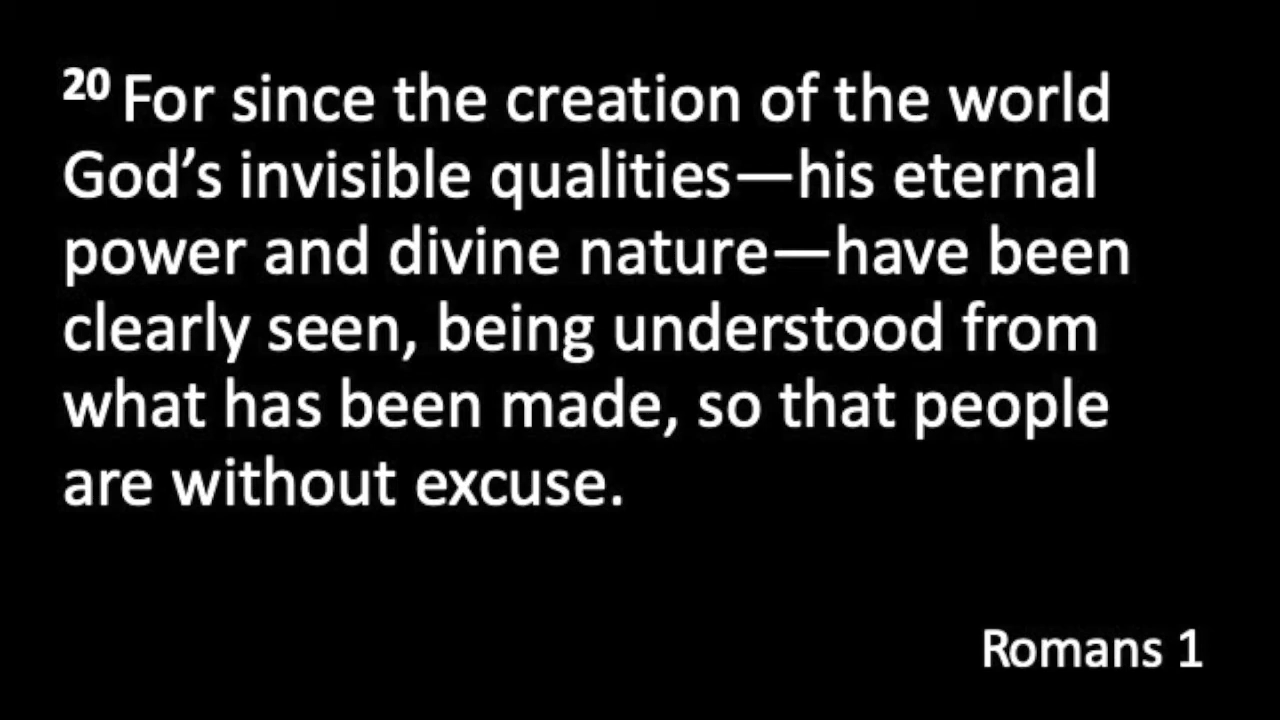 20 For since the creation of the world
God’s invisible qualities—his eternal
power and divine nature—have been
clearly seen, being understood from
what has been made, so that people
are without excuse.
Romans 1